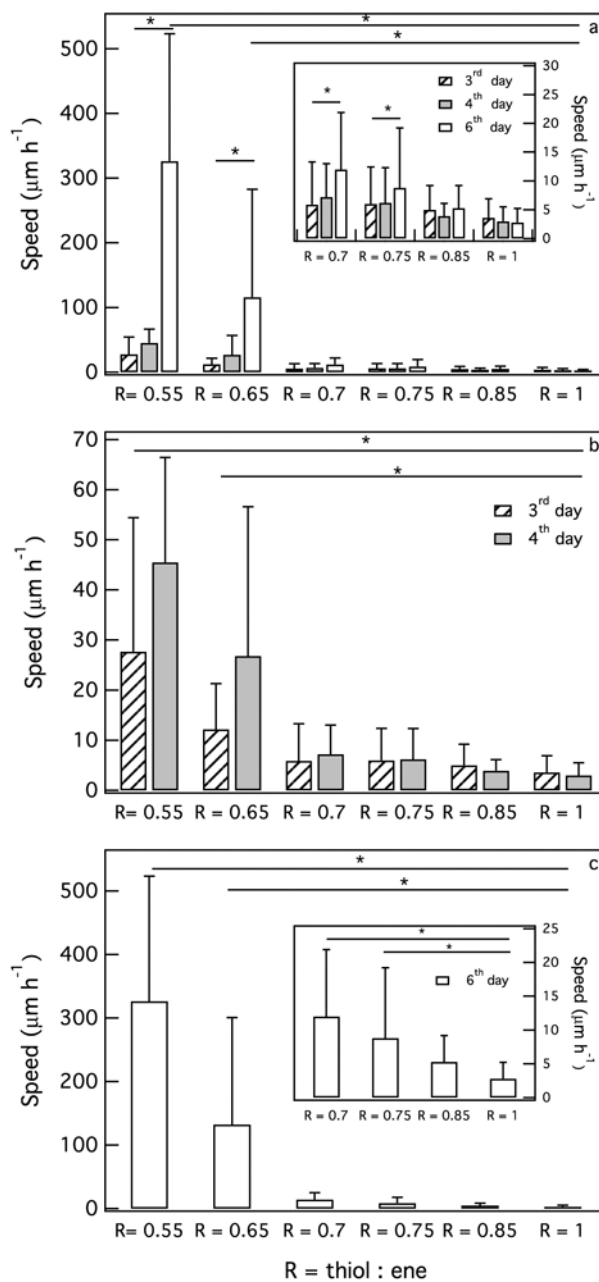 a
*
*
*
*
500
400
300
200
100
0
Speed (μm h⁻¹)
3rd day
4th day
6th day
*
*
30
25
20
15
10
5
0
Speed (μm h⁻¹)
R = 0.7 R = 0.75 R = 0.85 R = 1
R= 0.55 R = 0.65 R = 0.7 R = 0.75 R = 0.85 R = 1
b
*
*
70
60
50
40
30
20
10
0
Speed (μm h⁻¹)
3rd day
4th day
R= 0.55 R = 0.65 R = 0.7 R = 0.75 R = 0.85 R = 1
c
*
*
500
400
300
200
100
0
Speed (μm h⁻¹)
*
*
6th day
25
20
15
10
5
0
Speed (μm h⁻¹)
R = 0.7 R = 0.75 R = 0.85 R = 1
R= 0.55 R = 0.65 R = 0.7 R = 0.75 R = 0.85 R = 1
R = thiol : ene